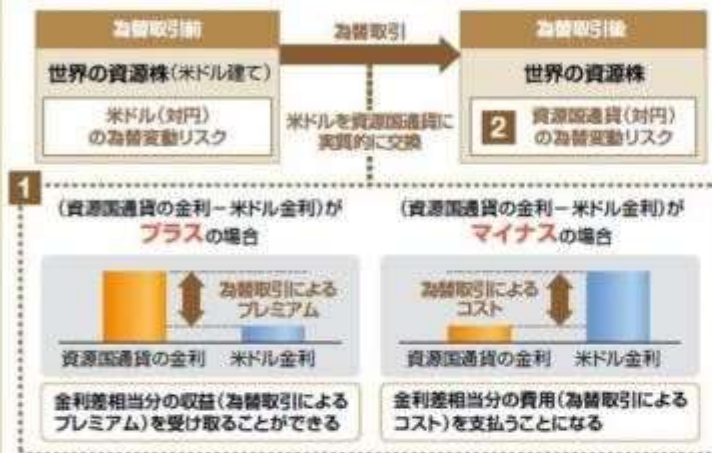 為替取引前
為替取引
為替取引後
世界の資源株(米ドル建て)
世界の資源株
米ドル(対円)
の為替変動リスク
米ドルを資源国通貨に
実質的に交換
2
資源国通貨(対円)
の為替変動リスク
1
(資源国通貨の金利-米ドル金利)が
プラスの場合
(資源国通貨の金利-米ドル金利)が
マイナスの場合
為替取引による
プレミアム
資源国通貨の金利
米ドル金利
為替取引による
コスト
資源国通貨の金利
米ドル金利
金利差相当分の収益(為替取引による
プレミアム)を受け取ることができる
金利差相当分の費用(為替取引による
コスト)を支払うことになる